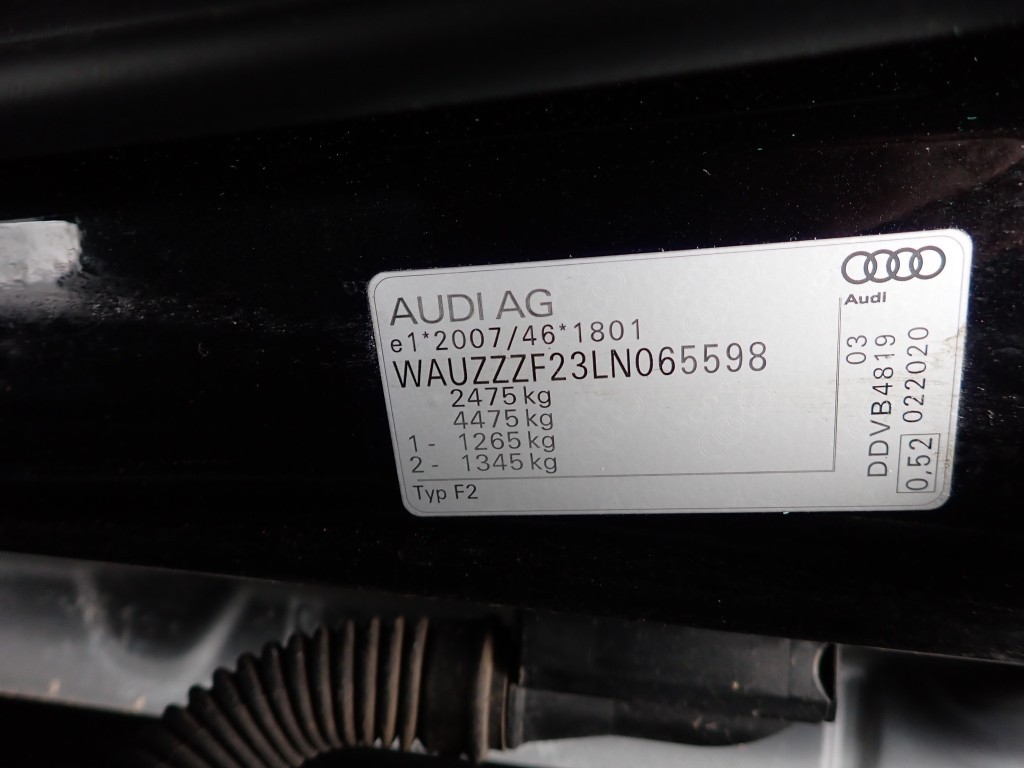 AUDI AG
e1*2007/46*1801
WAUZZZF23LN065598
2475 kg
4475 kg
1 - 1265 kg
2 - 1345 kg
Typ F2
Audi
03
DDVB4819
0,52 022020